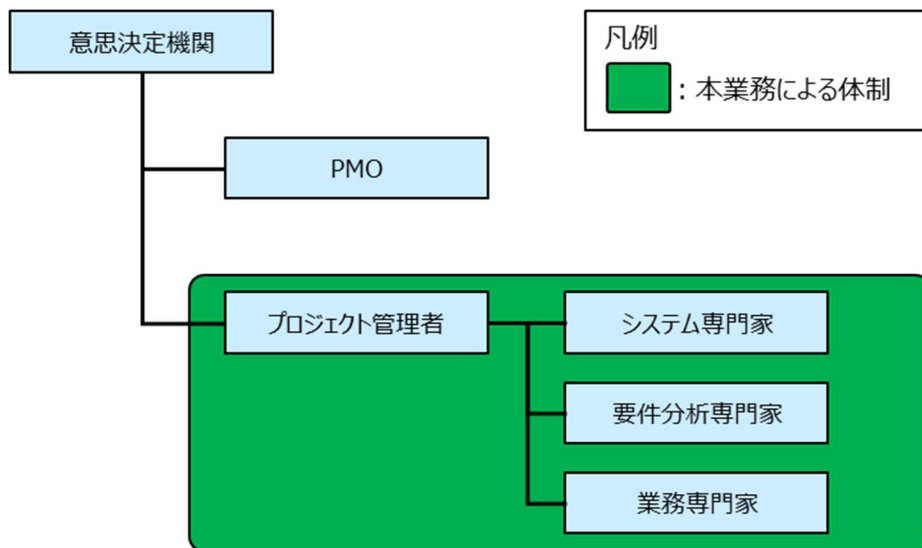 意思決定機関
凡例
：本業務による体制
PMO
プロジェクト管理者
システム専門家
要件分析専門家
業務専門家